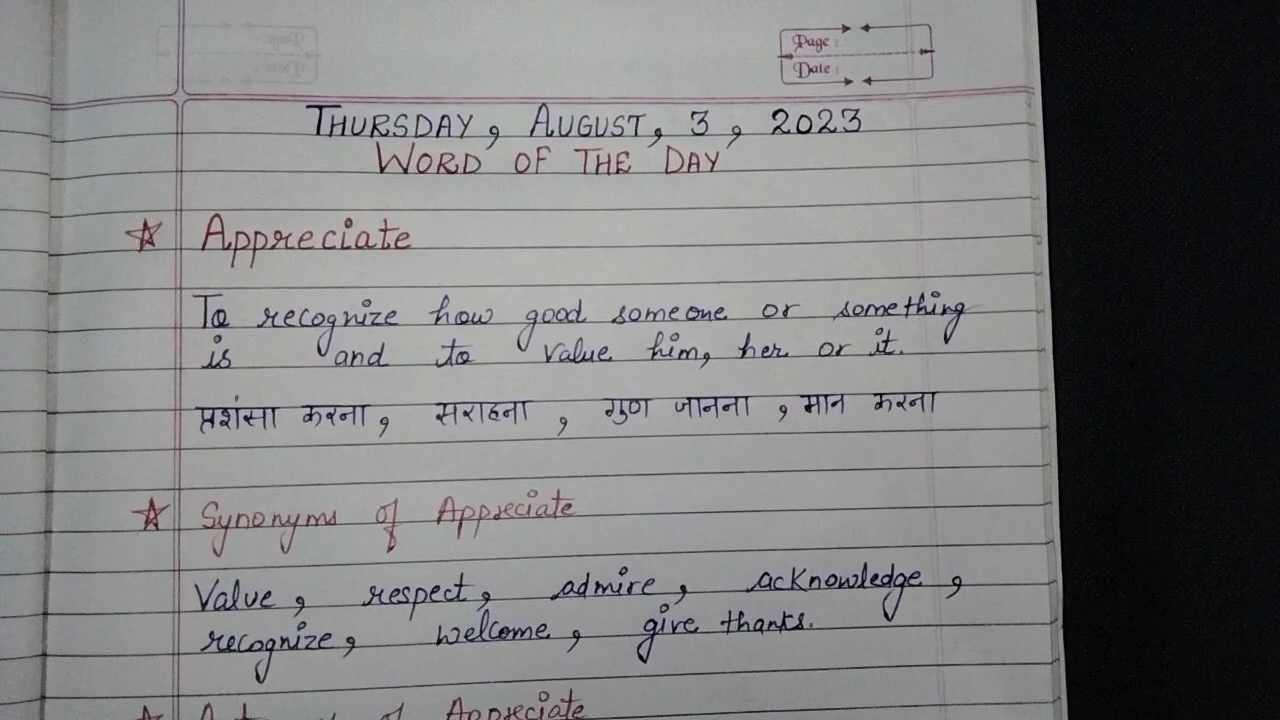 Page :
Date :
THURSDAY, AUGUST, 3, 2023
WORD OF THE DAY
☆ Appreciate
To recognize how good someone or something
is and to value him, her or it.
प्रशंसा करना, सराहना, गुण जानना, मान करना
☆ Synonyms of Appreciate
Value, respect, admire, acknowledge,
recognize, welcome, give thanks.
of Appreciate